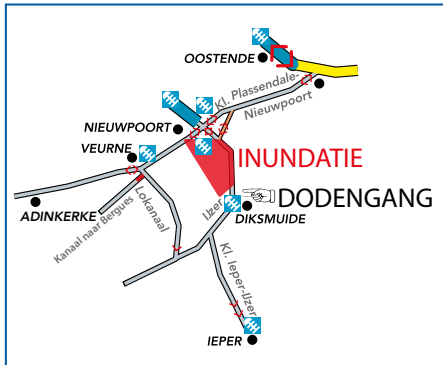 OOSTENDE
Kl. Plassendale-
Nieuwpoort
NIEUWPOORT
VEURNE
INUNDATIE
DODENGANG
Lokanaal
IJzer
DIKSMUIDE
ADINKERKE
Kanaal naar Bergues
Kl. Ieper-IJzer
IEPER